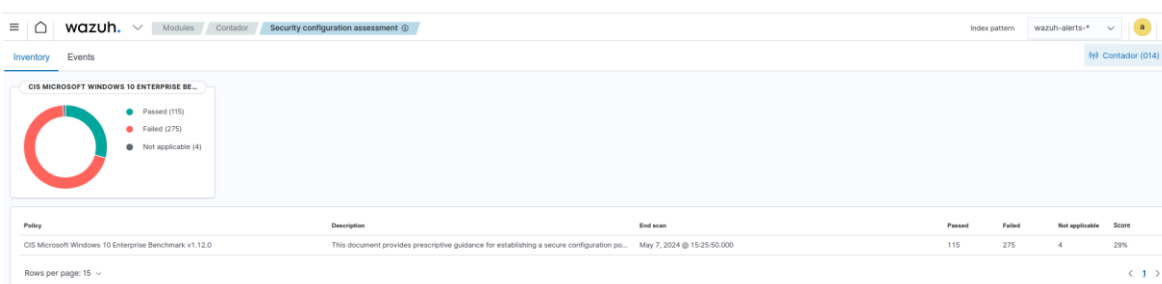 wazuh. Modules Contador Security configuration assessment Index pattern wazuh-alerts-* a
Inventory Events Contador (014)
CIS MICROSOFT WINDOWS 10 ENTERPRISE BE...
Passed (115)
Failed (275)
Not applicable (4)
Policy Description End scan Passed Failed Not applicable Score
CIS Microsoft Windows 10 Enterprise Benchmark v1.12.0 This document provides prescriptive guidance for establishing a secure configuration po... May 7, 2024 @ 15:25:50.000 115 275 4 29%
Rows per page: 15 < 1 >